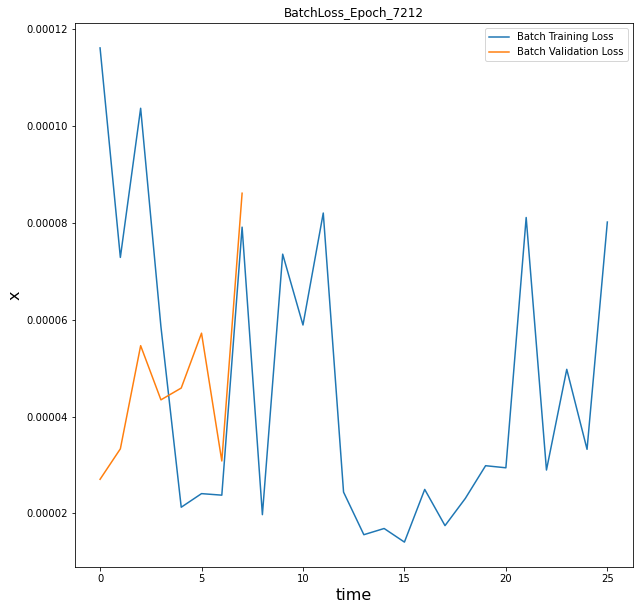 BatchLoss_Epoch_7212
Batch Training Loss
Batch Validation Loss
0.00012
0.00010
0.00008
0.00006
0.00004
0.00002
x
0 5 10 15 20 25
time